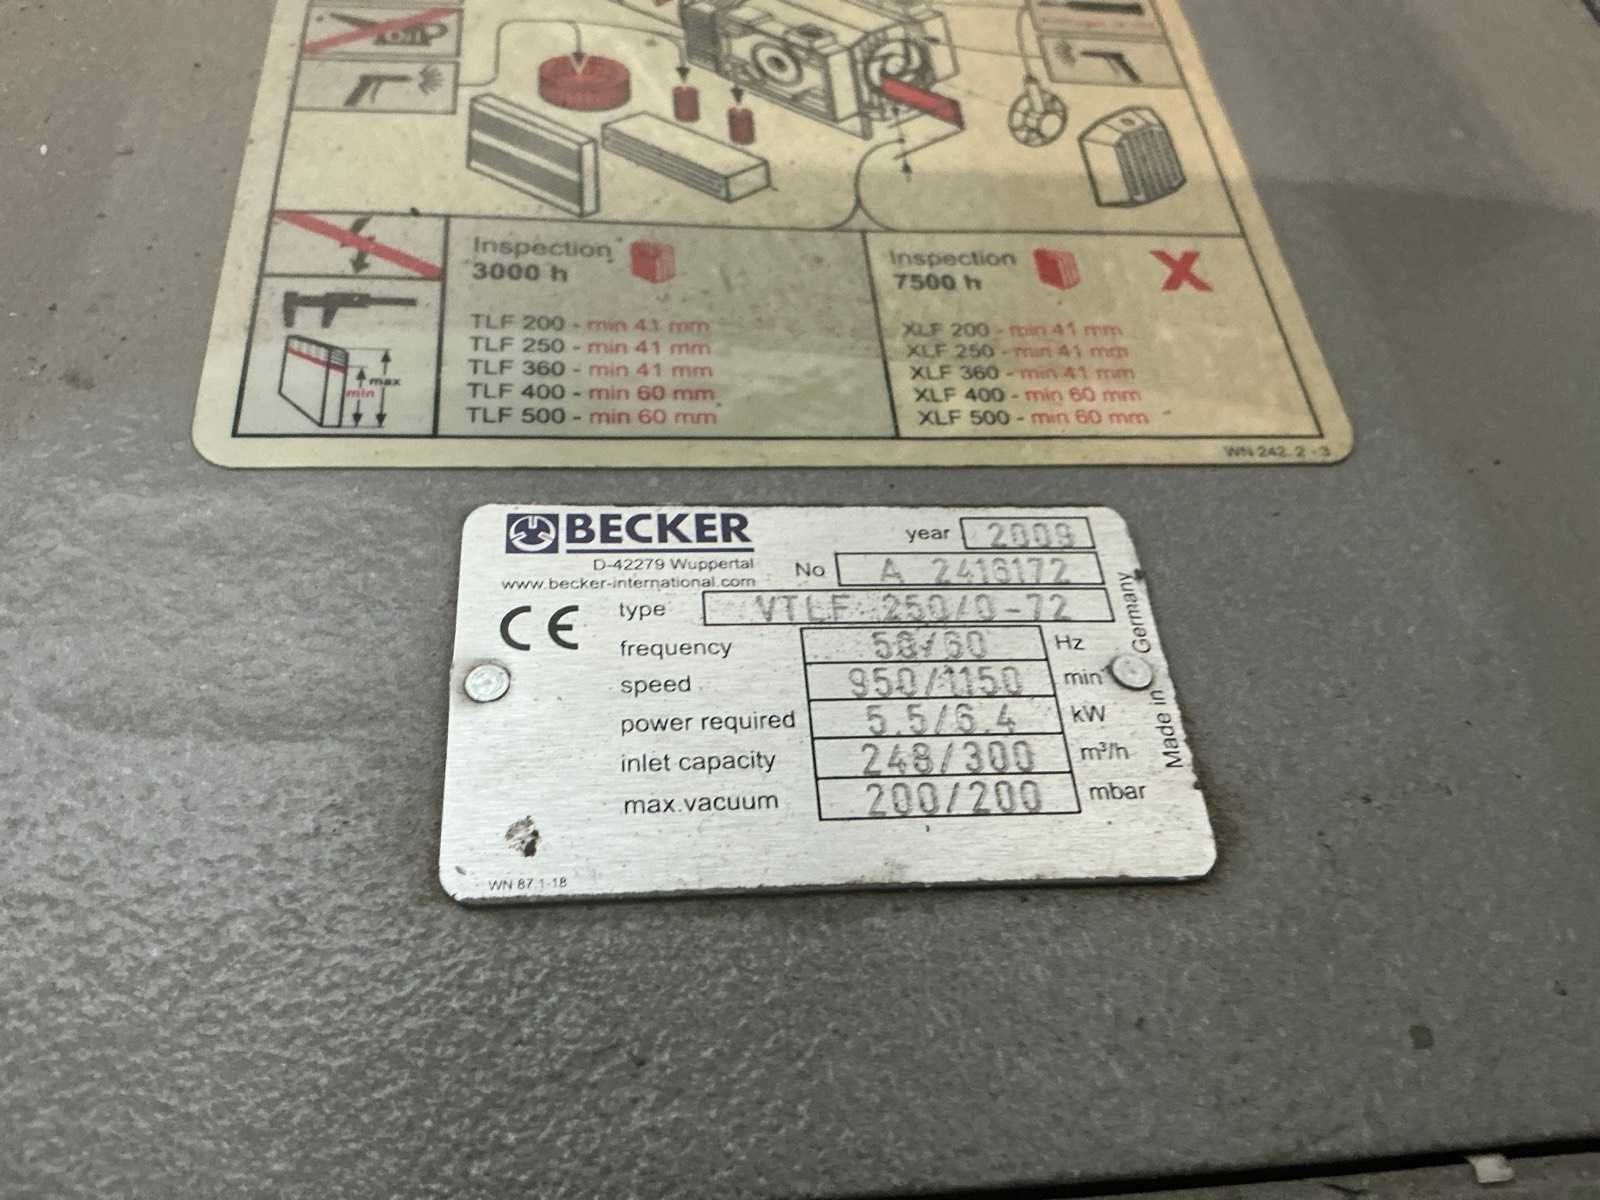 Inspection
3000 h
TLF 200 - min 41 mm
TLF 250 - min 41 mm
TLF 360 - min 41 mm
TLF 400 - min 60 mm
TLF 500 - min 60 mm
max
min
Inspection
7500 h
X
XLF 200 - min 41 mm
XLF 250 - min 41 mm
XLF 360 - min 41 mm
XLF 400 - min 60 mm
XLF 500 - min 60 mm
WN 242. 2 - 3
BECKER
D-42279 Wuppertal
www.becker-international.com
year 2009
No A 2416172
CE
type VTLF 250/0-72
frequency 50/60 Hz
speed 950/1150 min
power required 5.5/6.4 kW
inlet capacity 248/300 m³/h
max.vacuum 200/200 mbar
Made in Germany
WN 87 1-18